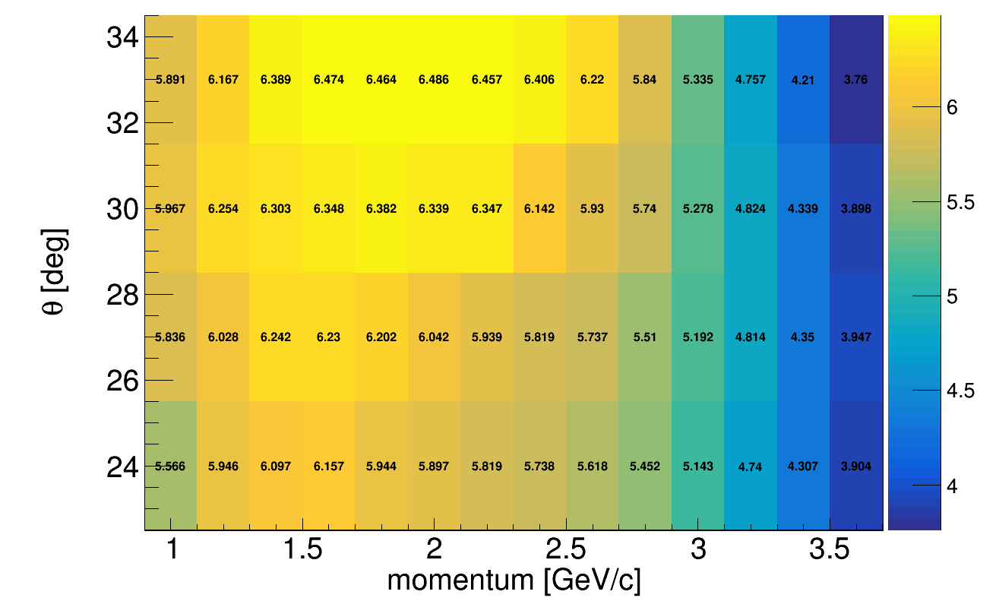 34
5.891 6.167 6.389 6.474 6.464 6.486 6.457 6.406 6.22 5.84 5.335 4.757 4.21 3.76
6
32
5.5
30 5.967 6.254 6.303 6.348 6.382 6.339 6.347 6.142 5.93 5.74 5.278 4.824 4.339 3.898
θ [deg]
28
5
5.836 6.028 6.242 6.23 6.202 6.042 5.939 5.819 5.737 5.51 5.192 4.814 4.35 3.947
26
4.5
24 5.566 5.946 6.097 6.157 5.944 5.897 5.819 5.738 5.618 5.452 5.143 4.74 4.307 3.904
4
1 1.5 2 2.5 3 3.5
momentum [GeV/c]